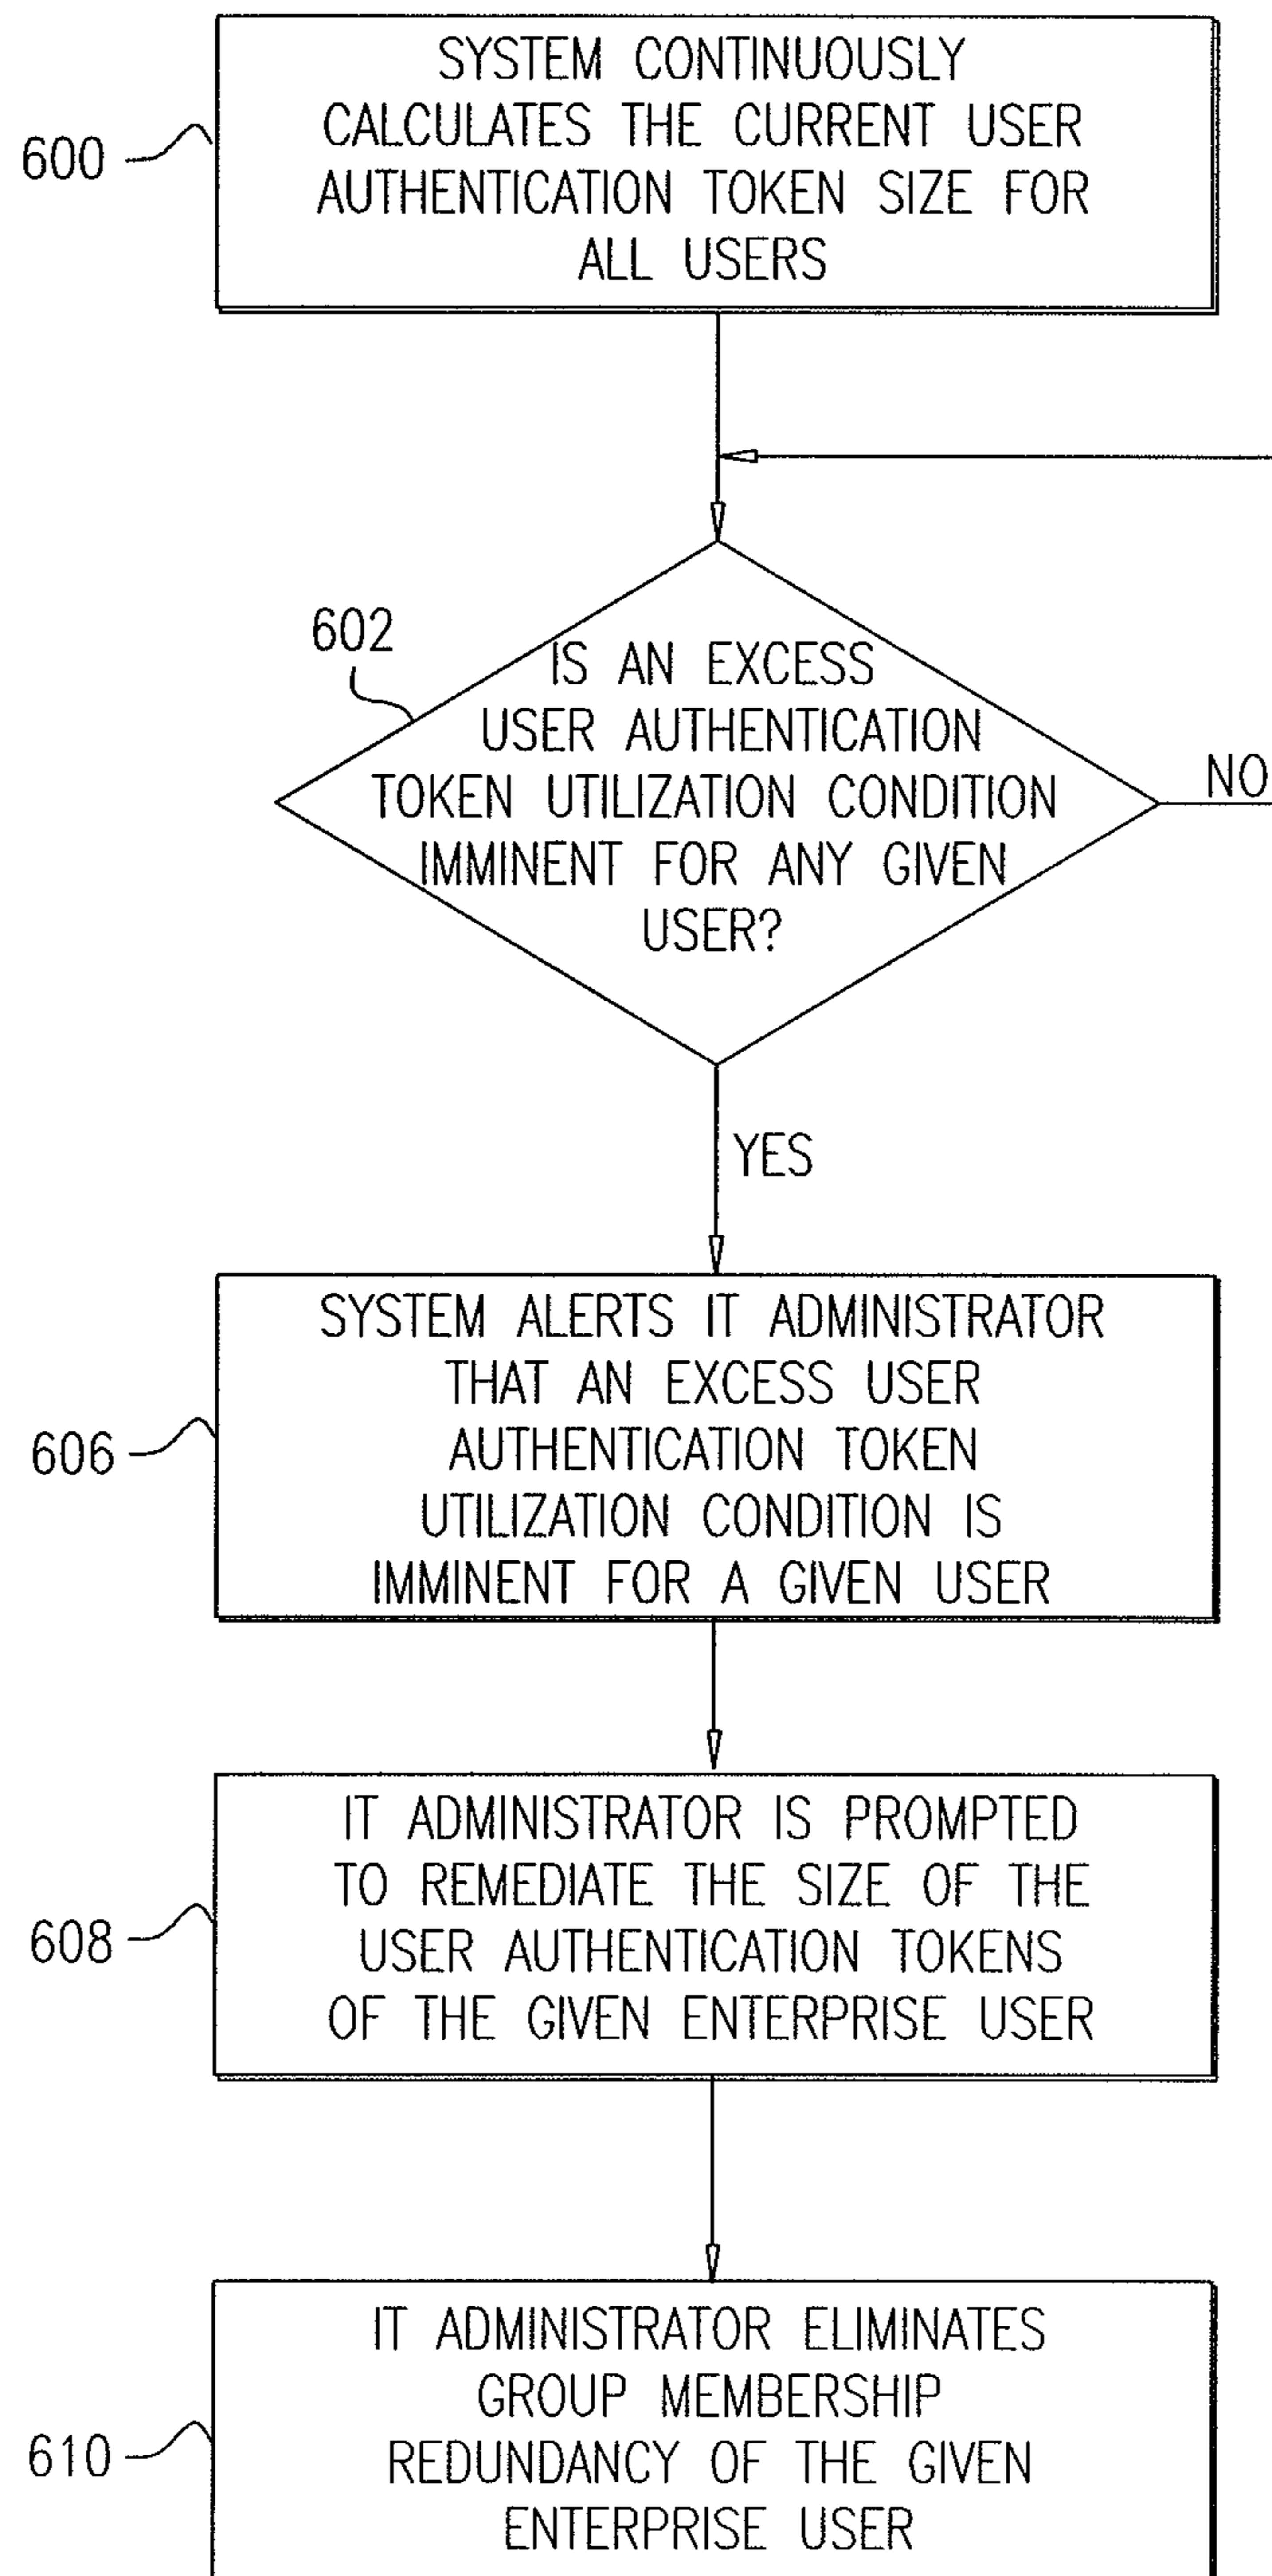 SYSTEM CONTINUOUSLY
CALCULATES THE CURRENT USER
AUTHENTICATION TOKEN SIZE FOR
ALL USERS
600
602
IS AN EXCESS
USER AUTHENTICATION
TOKEN UTILIZATION CONDITION
IMMINENT FOR ANY GIVEN
USER?
NO
YES
SYSTEM ALERTS IT ADMINISTRATOR
THAT AN EXCESS USER
AUTHENTICATION TOKEN
UTILIZATION CONDITION IS
IMMINENT FOR A GIVEN USER
606
IT ADMINISTRATOR IS PROMPTED
TO REMEDIATE THE SIZE OF THE
USER AUTHENTICATION TOKENS
OF THE GIVEN ENTERPRISE USER
608
IT ADMINISTRATOR ELIMINATES
GROUP MEMBERSHIP
REDUNDANCY OF THE GIVEN
ENTERPRISE USER
610